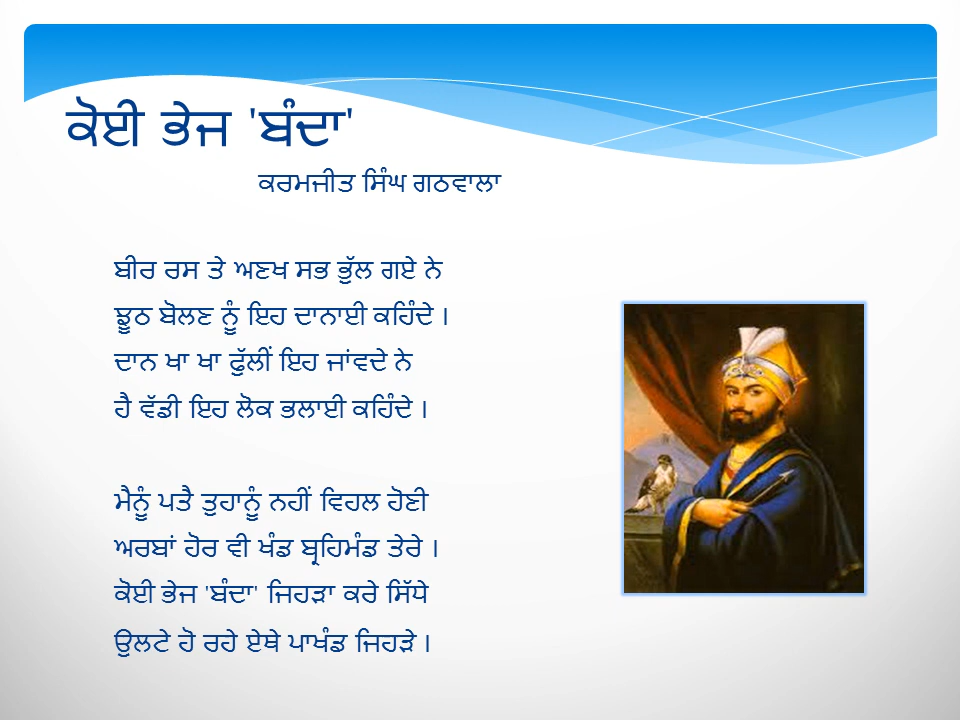 ਕੋਈ ਭੇਜ 'ਬੰਦਾ'
ਕਰਮਜੀਤ ਸਿੰਘ ਗਠਵਾਲਾ
ਬੀਰ ਰਸ ਤੇ ਅਣਖ ਸਭ ਭੁੱਲ ਗਏ ਨੇ
ਝੂਠ ਬੋਲਣ ਨੂੰ ਇਹ ਦਾਨਾਈ ਕਹਿੰਦੇ ।
ਦਾਨ ਖਾ ਖਾ ਫੁੱਲੀਂ ਇਹ ਜਾਂਵਦੇ ਨੇ
ਹੈ ਵੱਡੀ ਇਹ ਲੋਕ ਭਲਾਈ ਕਹਿੰਦੇ ।
ਮੈਨੂੰ ਪਤੈ ਤੁਹਾਨੂੰ ਨਹੀਂ ਵਿਹਲ ਹੋਣੀ
ਅਰਬਾਂ ਹੋਰ ਵੀ ਖੰਡ ਬ੍ਰਹਿਮੰਡ ਤੇਰੇ ।
ਕੋਈ ਭੇਜ 'ਬੰਦਾ' ਜਿਹੜਾ ਕਰੇ ਸਿੱਧੇ
ਉਲਟੇ ਹੋ ਰਹੇ ਏਥੇ ਪਾਖੰਡ ਜਿਹੜੇ ।